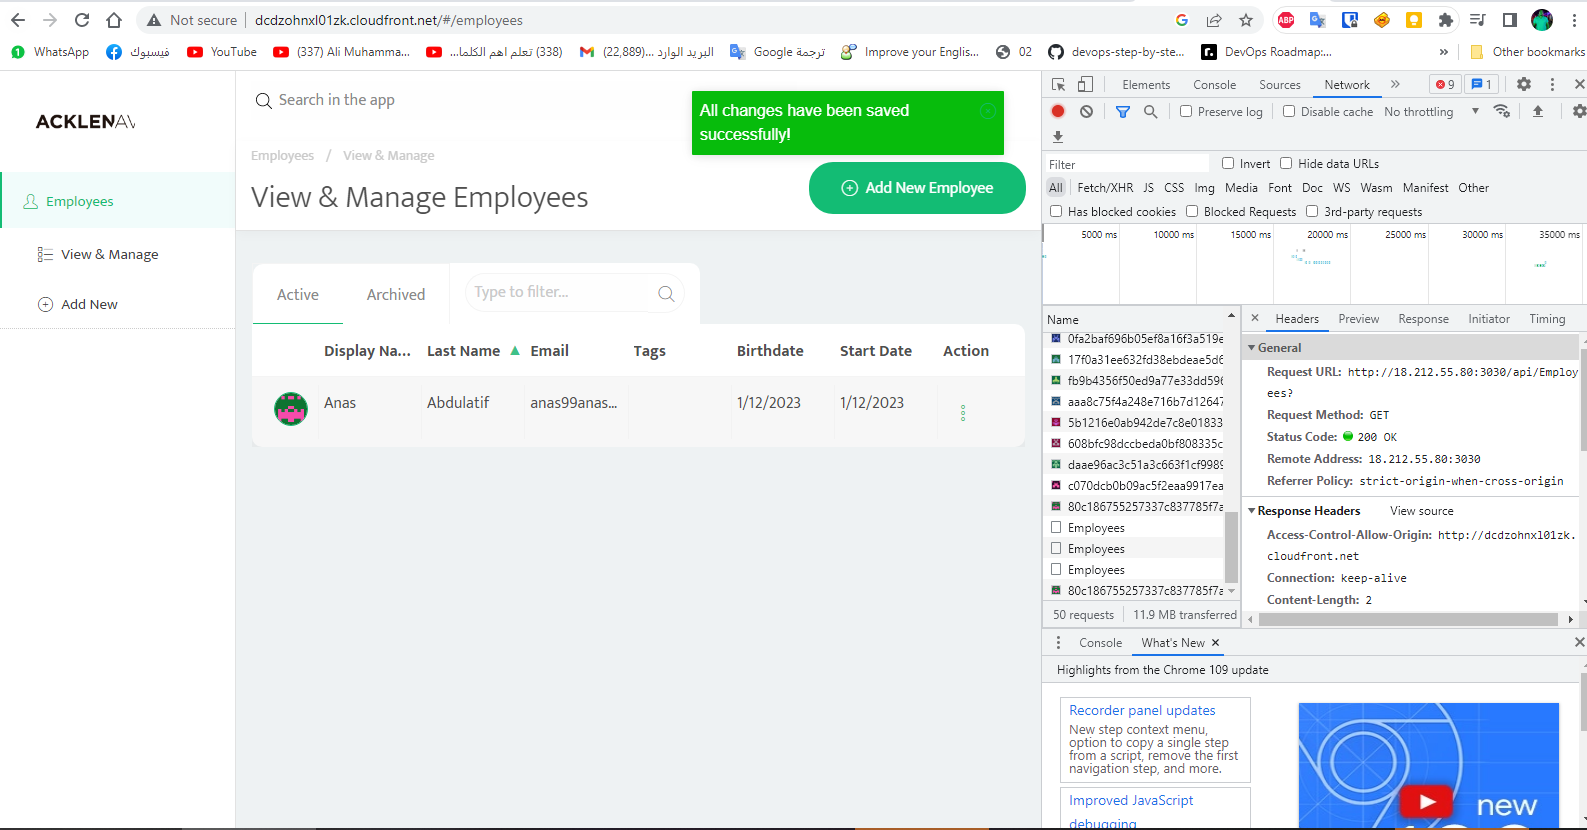 Not secure | dcdzohnxl01zk.cloudfront.net/#/employees
WhatsApp
فيسبوك
YouTube
(337) Ali Muhamma...
(338) تعلم اهم الكلما...
البريد الوارد ...(22,889)
ترجمة Google
Improve your Englis...
02
devops-step-by-ste...
DevOps Roadmap:...
»
Other bookmarks
ACKLENAV
Employees
View & Manage
Add New
Search in the app
All changes have been saved
successfully!
Employees / View & Manage
View & Manage Employees
Add New Employee
Active
Archived
Type to filter...
Display Na... Last Name Email Tags Birthdate Start Date Action
Anas Abdulatif anas99anas... 1/12/2023 1/12/2023
Elements Console Sources Network » 9 1
Preserve log Disable cache No throttling
Filter Invert Hide data URLs
All Fetch/XHR JS CSS Img Media Font Doc WS Wasm Manifest Other
Has blocked cookies Blocked Requests 3rd-party requests
5000 ms 10000 ms 15000 ms 20000 ms 25000 ms 30000 ms 35000 ms
Name
0fa2baf696b05ef8a16f3a519e
17f0a31ee632fd38ebdeae5d6
fb9b4356f50ed9a77e33dd596
aaa8c75f4a248e716b7d12647
5b1216e0ab942de7c8e01833
608bfc98dccbeda0bf808335c
daae96ac3c51a3c663f1cf9989
c070dcb0b09ac5f2eaa9917ea
80c186755257337c837785f7a
Employees
Employees
Employees
80c186755257337c837785f7a
50 requests 11.9 MB transferred
Headers Preview Response Initiator Timing
General
Request URL: http://18.212.55.80:3030/api/Employ
ees?
Request Method: GET
Status Code: 200 OK
Remote Address: 18.212.55.80:3030
Referrer Policy: strict-origin-when-cross-origin
Response Headers View source
Access-Control-Allow-Origin: http://dcdzohnxl01zk.
cloudfront.net
Connection: keep-alive
Content-Length: 2
Console What's New
Highlights from the Chrome 109 update
Recorder panel updates
New step context menu,
option to copy a single step
from a script, remove the first
navigation step, and more.
Improved JavaScript
debugging
new